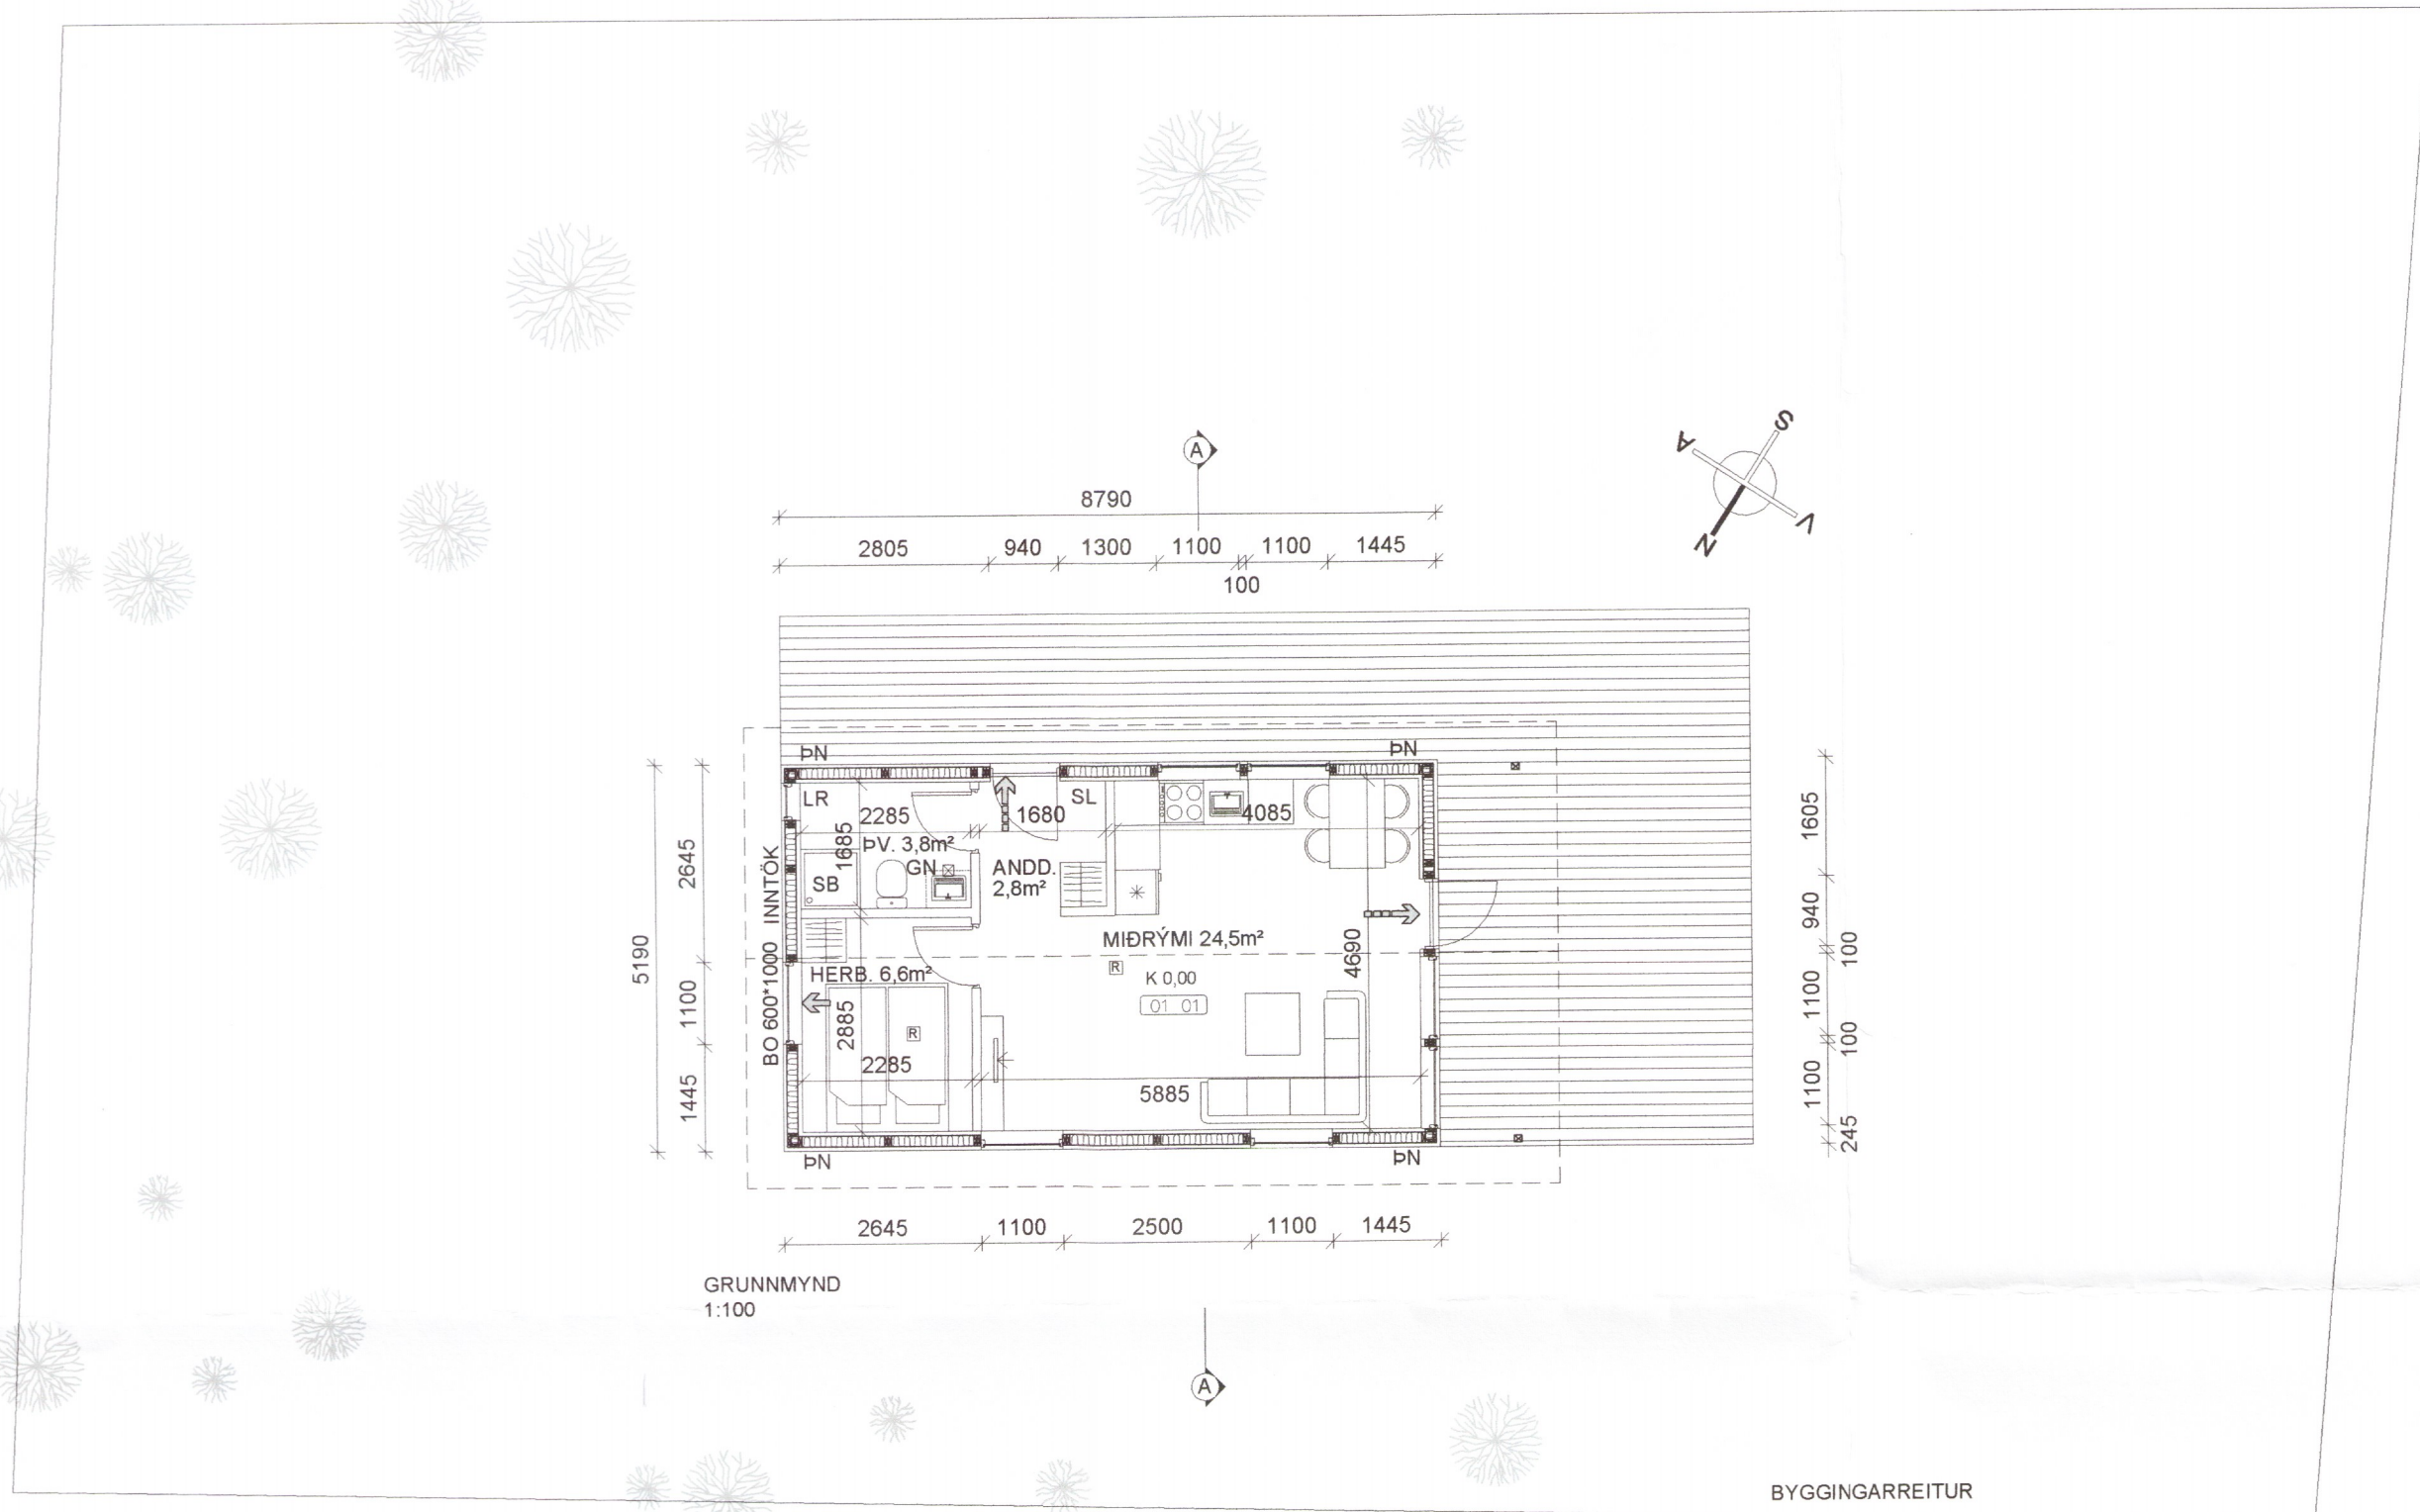 S
A
V
N
A
8790
2805 940 1300 1100 1100 1445
100
ÞN ÞN
LR
2285
1680
SL
4085
1685
ÞV. 3,8m²
GN
SB
ANDD.
2,8m²
MIÐRÝMI 24,5m²
R
K 0,00
01 01
4690
HERB. 6,6m²
R
2885
2285
5885
BO 600*1000 INNTÖK
5190
2645
1100
1445
1605
940
100
1100
100
1100
245
ÞN ÞN
2645 1100 2500 1100 1445
GRUNNMYND
1:100
A
BYGGINGARREITUR